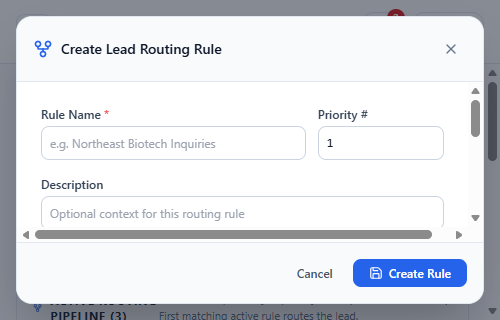 Create Lead Routing Rule
Rule Name * Priority #
e.g. Northeast Biotech Inquiries 1
Description
Optional context for this routing rule
Cancel Create Rule
PIPELINE (3) First matching active rule routes the lead.